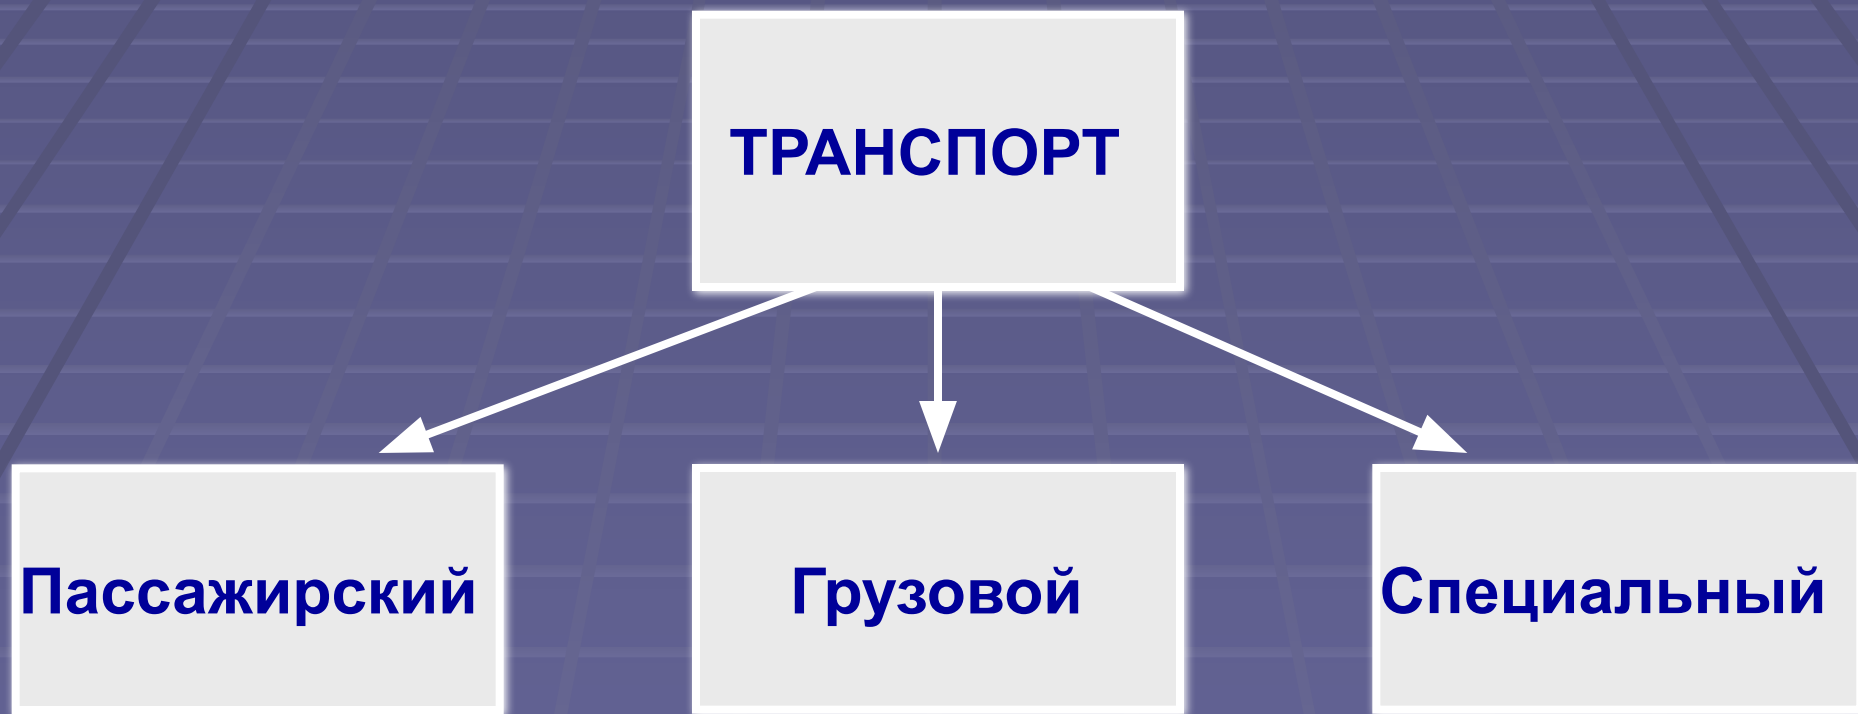 ТРАНСПОРТ
Пассажирский
Грузовой
Специальный